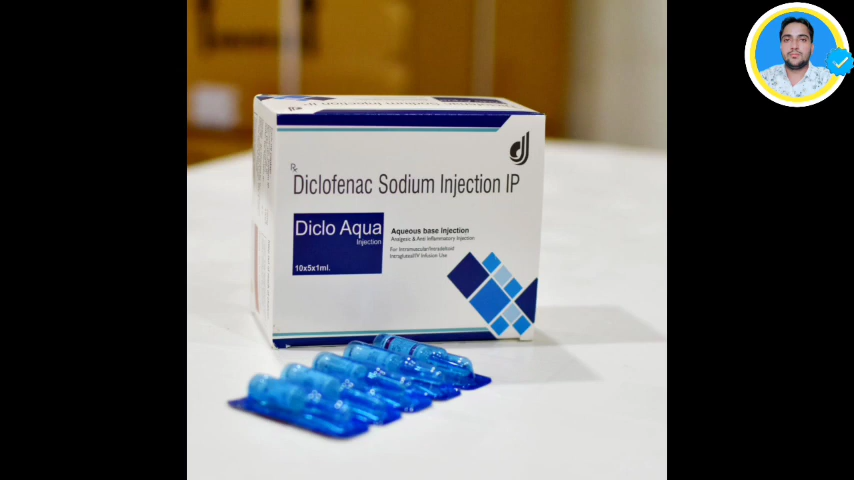 Rx
Diclofenac Sodium Injection IP
Diclo Aqua
Injection
10x5x1ml.
Aqueous base Injection
Analgesic & Anti Inflammatory Injection
For Intramuscular/Intradeltoid
Intragluteal/IV Infusion Use